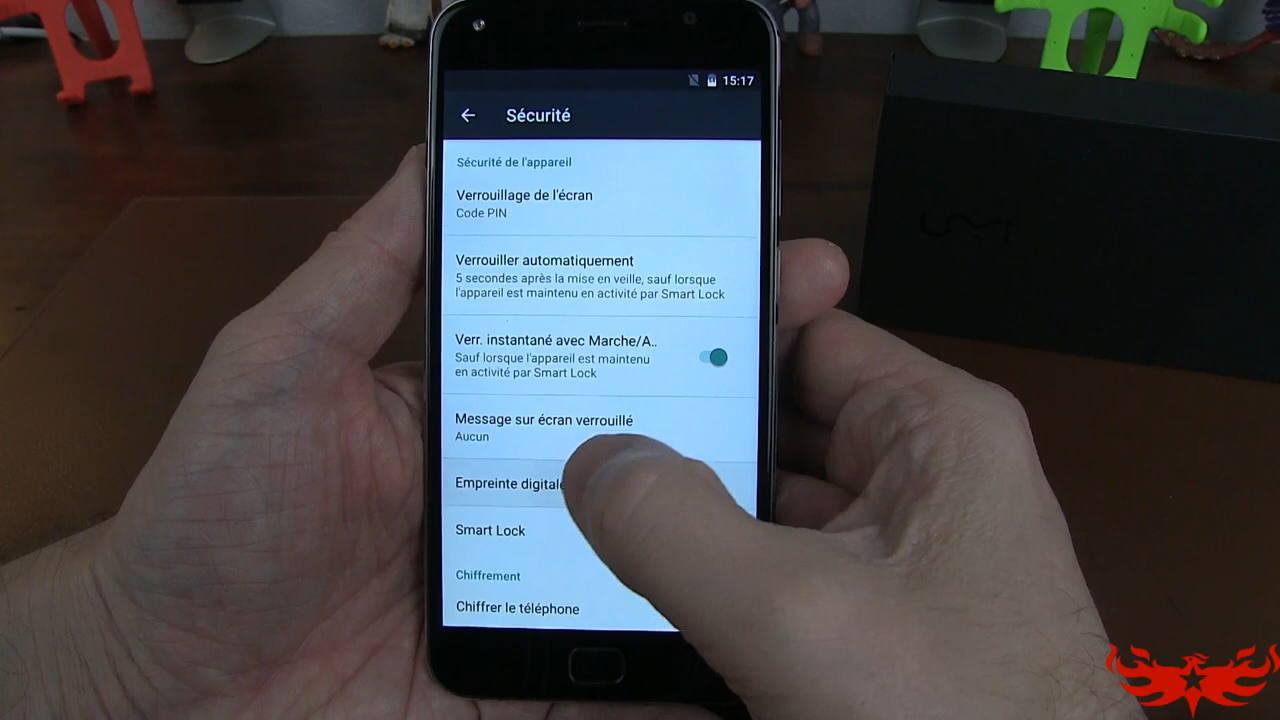 15:17
Sécurité
Sécurité de l'appareil
Verrouillage de l'écran
Code PIN
Verrouiller automatiquement
5 secondes après la mise en veille, sauf lorsque
l'appareil est maintenu en activité par Smart Lock
Verr. instantané avec Marche/A..
Sauf lorsque l'appareil est maintenu
en activité par Smart Lock
Message sur écran verrouillé
Aucun
Empreinte digitale
Smart Lock
Chiffrement
Chiffrer le téléphone
UMI